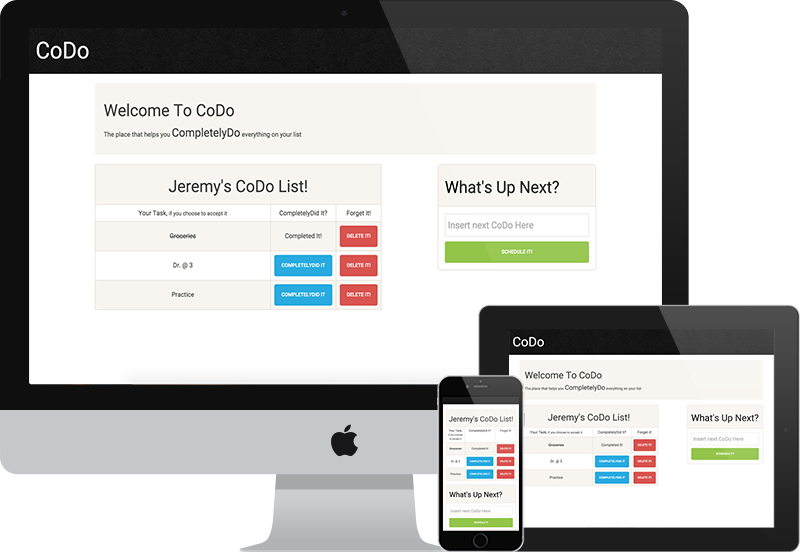 CoDo
Welcome To CoDo
The place that helps you CompletelyDo everything on your list
Jeremy's CoDo List!
Your Task, if you choose to accept it CompletelyDid It? Forget it!
Groceries Completed It! DELETE IT!
Dr. @ 3 COMPLETELYDID IT DELETE IT!
Practice COMPLETELYDID IT DELETE IT!
What's Up Next?
Insert next CoDo Here
SCHEDULE IT!
Jeremy's CoDo List!
Your Task, if you choose to accept it CompletelyDid It? Forget it!
Groceries Completed It! DELETE IT!
Dr. @ 3 COMPLETELYDID IT DELETE IT!
Practice COMPLETELYDID IT DELETE IT!
What's Up Next?
Insert next CoDo Here
SCHEDULE IT!
CoDo
Welcome To CoDo
The place that helps you CompletelyDo everything on your list
Jeremy's CoDo List!
Your Task, if you choose to accept it CompletelyDid It? Forget it!
Groceries Completed It! DELETE IT!
Dr. @ 3 COMPLETELYDID IT DELETE IT!
Practice COMPLETELYDID IT DELETE IT!
What's Up Next?
Insert next CoDo Here
SCHEDULE IT!